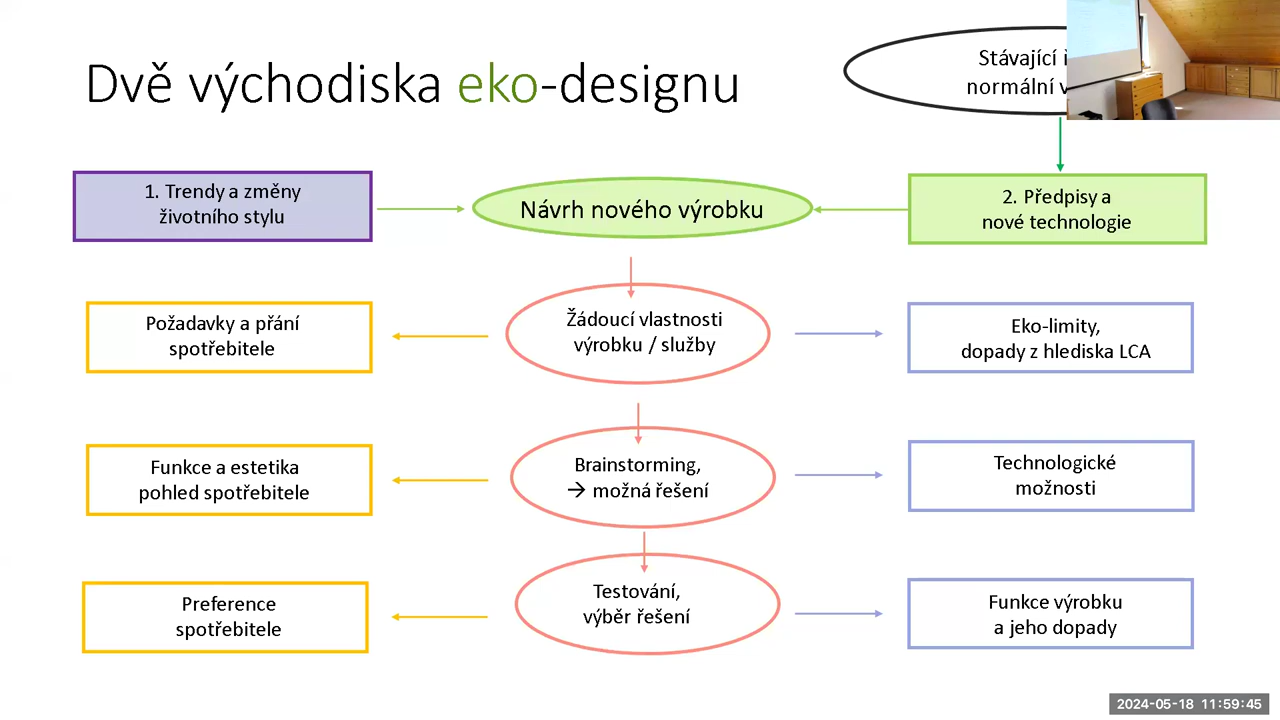 Dvě východiska eko-designu
Stávající
normální
1. Trendy a změny
životního stylu
Návrh nového výrobku
2. Předpisy a
nové technologie
Požadavky a přání
spotřebitele
Žádoucí vlastnosti
výrobku / služby
Eko-limity,
dopady z hlediska LCA
Funkce a estetika
pohled spotřebitele
Brainstorming,
→ možná řešení
Technologické
možnosti
Preference
spotřebitele
Testování,
výběr řešení
Funkce výrobku
a jeho dopady
2024-05-18 11:59:45